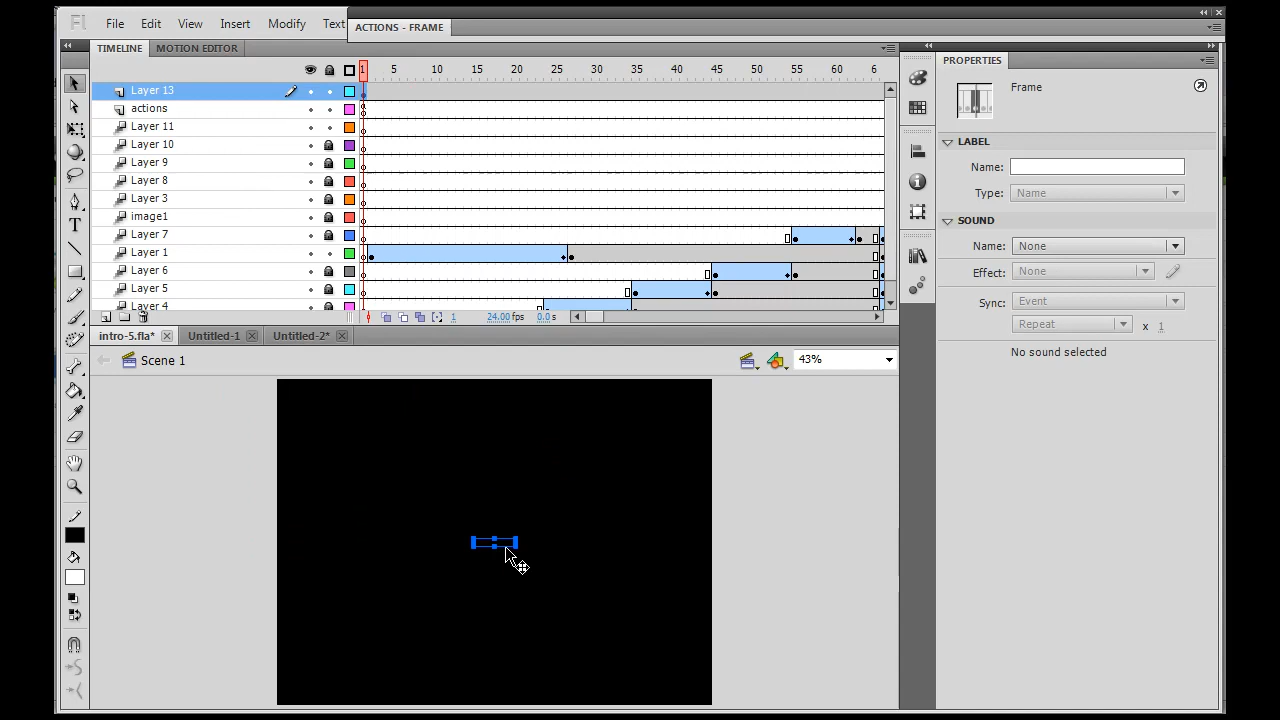 Fl File Edit View Insert Modify Text
ACTIONS - FRAME
TIMELINE MOTION EDITOR
PROPERTIES
1 5 10 15 20 25 30 35 40 45 50 55 60 6
Layer 13
actions
Layer 11
Layer 10
Layer 9
Layer 8
Layer 3
image1
Layer 7
Layer 1
Layer 6
Layer 5
Layer 4
1 24.00 fps 0.0 s
intro-5.fla* Untitled-1 Untitled-2*
Scene 1
43%
Frame
LABEL
Name:
Type: Name
SOUND
Name: None
Effect: None
Sync: Event
Repeat x 1
No sound selected
T